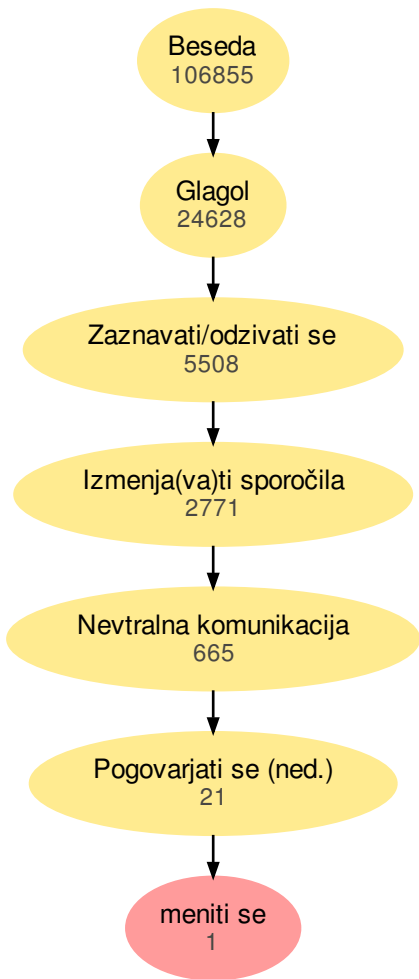 Beseda
106855
Glagol
24628
Zaznavati/odzivati se
5508
Izmenja(va)ti sporočila
2771
Nevtralna komunikacija
665
Pogovarjati se (ned.)
21
meniti se
1